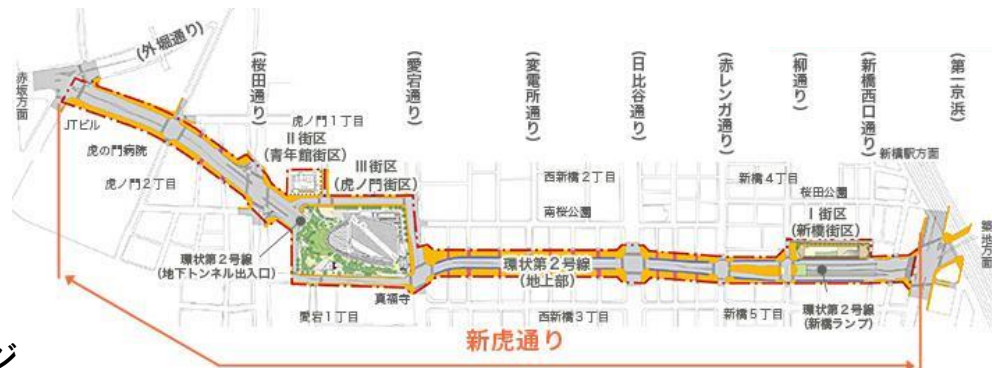 (外堀通り)
赤坂方面
JTビル
虎の門病院
虎ノ門2丁目
(桜田通り)
虎ノ門1丁目
II街区
(青年館街区)
III街区
(虎ノ門街区)
(愛宕通り)
(変電所通り)
(日比谷通り)
(赤レンガ通り)
(柳通り)
(新橋西口通り)
(第一京浜)
新橋駅方面
西新橋2丁目
南桜公園
新橋4丁目
桜田公園
I街区
(新橋街区)
築地方面
環状第2号線
(地下トンネル出入口)
真福寺
愛宕1丁目
環状第2号線
(地上部)
西新橋3丁目
新橋5丁目
環状第2号線
(新橋ランプ)
新虎通り
ジ